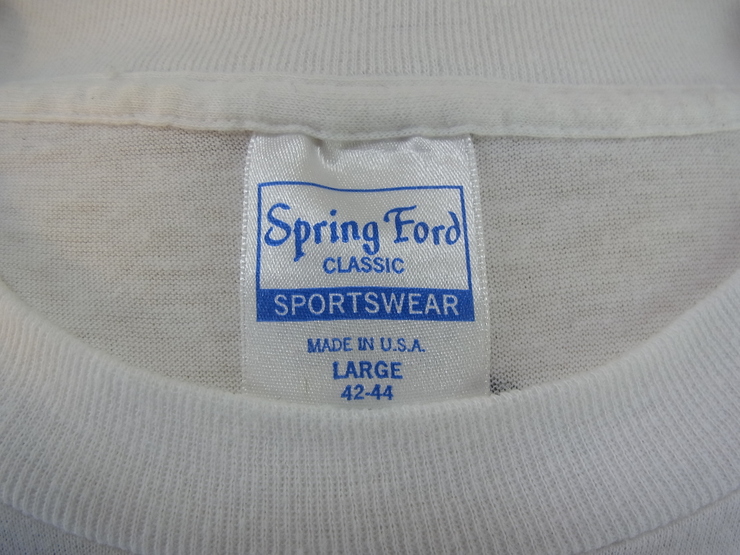 Spring Ford
CLASSIC
SPORTSWEAR
MADE IN U.S.A.
LARGE
42-44